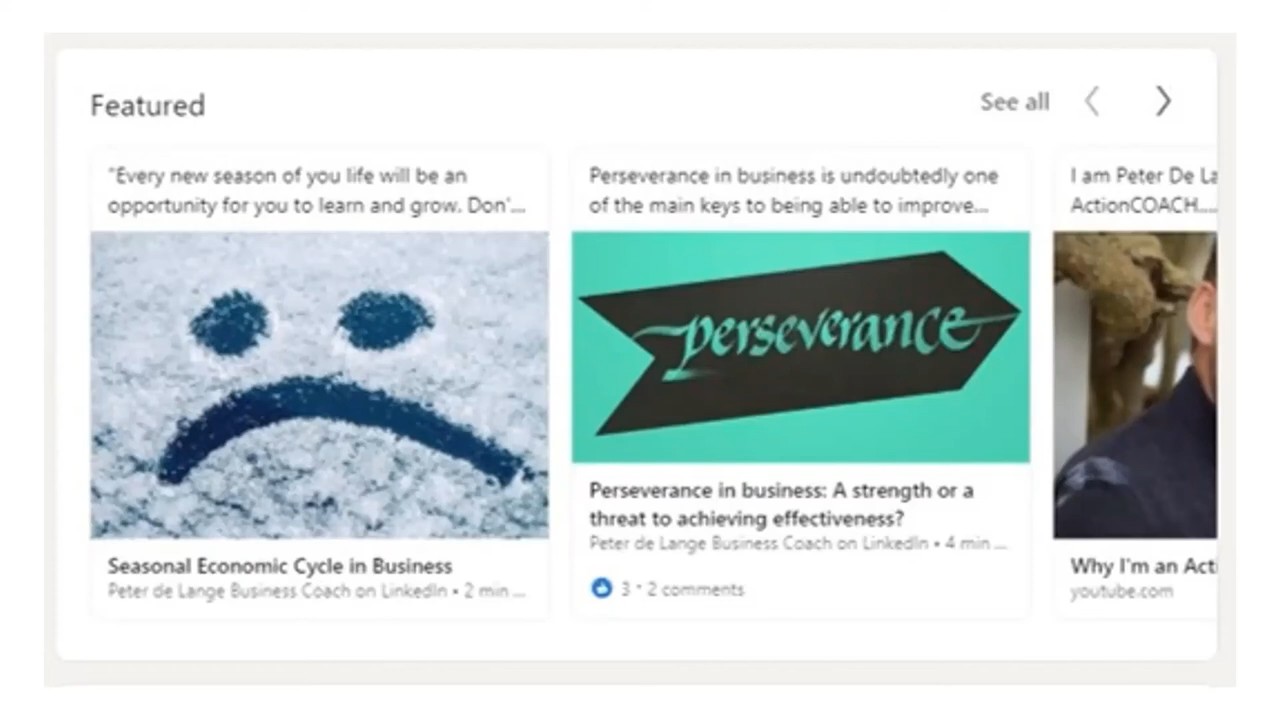 Featured
See all
"Every new season of you life will be an
opportunity for you to learn and grow. Don'...
Perseverance in business is undoubtedly one
of the main keys to being able to improve...
I am Peter De La
ActionCOACH....
perseverance
Seasonal Economic Cycle in Business
Peter de Lange Business Coach on LinkedIn • 2 min ...
Perseverance in business: A strength or a
threat to achieving effectiveness?
Peter de Lange Business Coach on LinkedIn • 4 min ...
3 • 2 comments
Why I'm an Acti
youtube.com